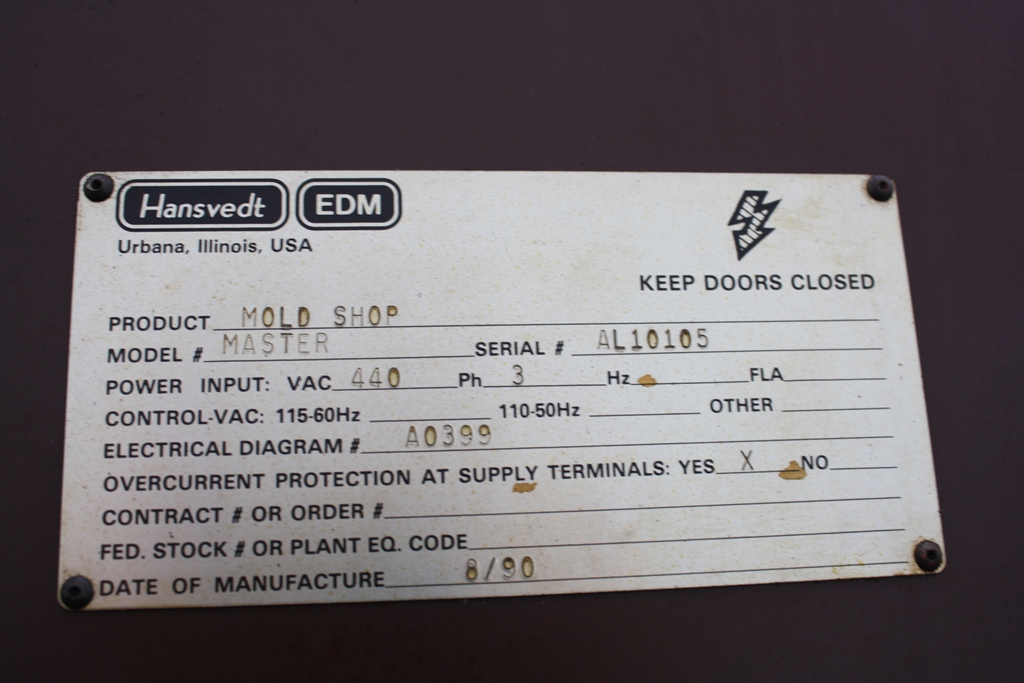 Hansvedt EDM
Urbana, Illinois, USA
KEEP DOORS CLOSED
PRODUCT MOLD SHOP
MODEL # MASTER SERIAL # AL10105
POWER INPUT: VAC 440 Ph 3 Hz FLA
CONTROL-VAC: 115-60Hz 110-50Hz OTHER
ELECTRICAL DIAGRAM # A0399
OVERCURRENT PROTECTION AT SUPPLY TERMINALS: YES X NO
CONTRACT # OR ORDER #
FED. STOCK # OR PLANT EQ. CODE
DATE OF MANUFACTURE 8/90